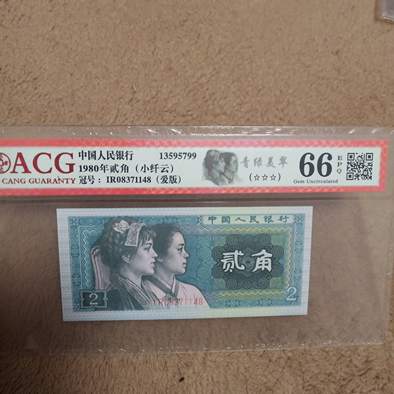 ACG
CANG GUARANTY
中国人民银行 13595799
1980年贰角（小纤云）
冠号：IR08371148（爱版）
青绿美翠
（☆☆☆）
66
EPQ
Gem Uncirculated
中国人民银行
贰角
2
IR08371148
2